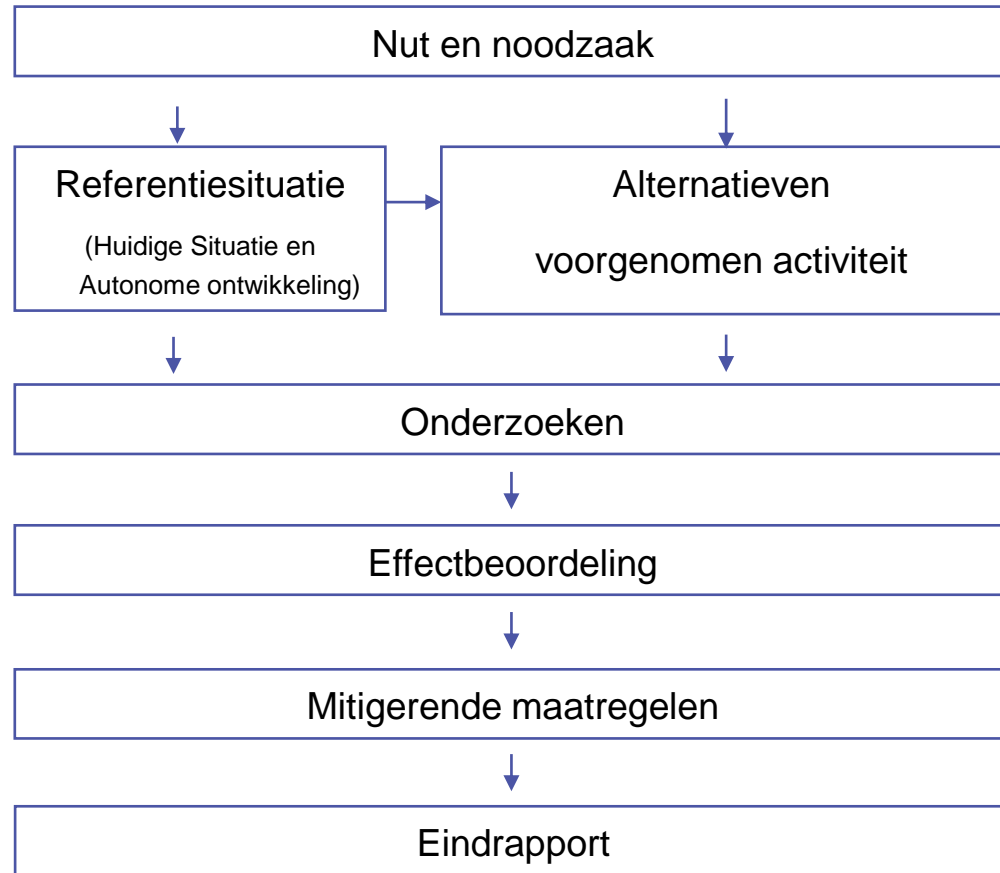 Nut en noodzaak
Referentiesituatie
(Huidige Situatie en
Autonome ontwikkeling)
Alternatieven
voorgenomen activiteit
Onderzoeken
Effectbeoordeling
Mitigerende maatregelen
Eindrapport